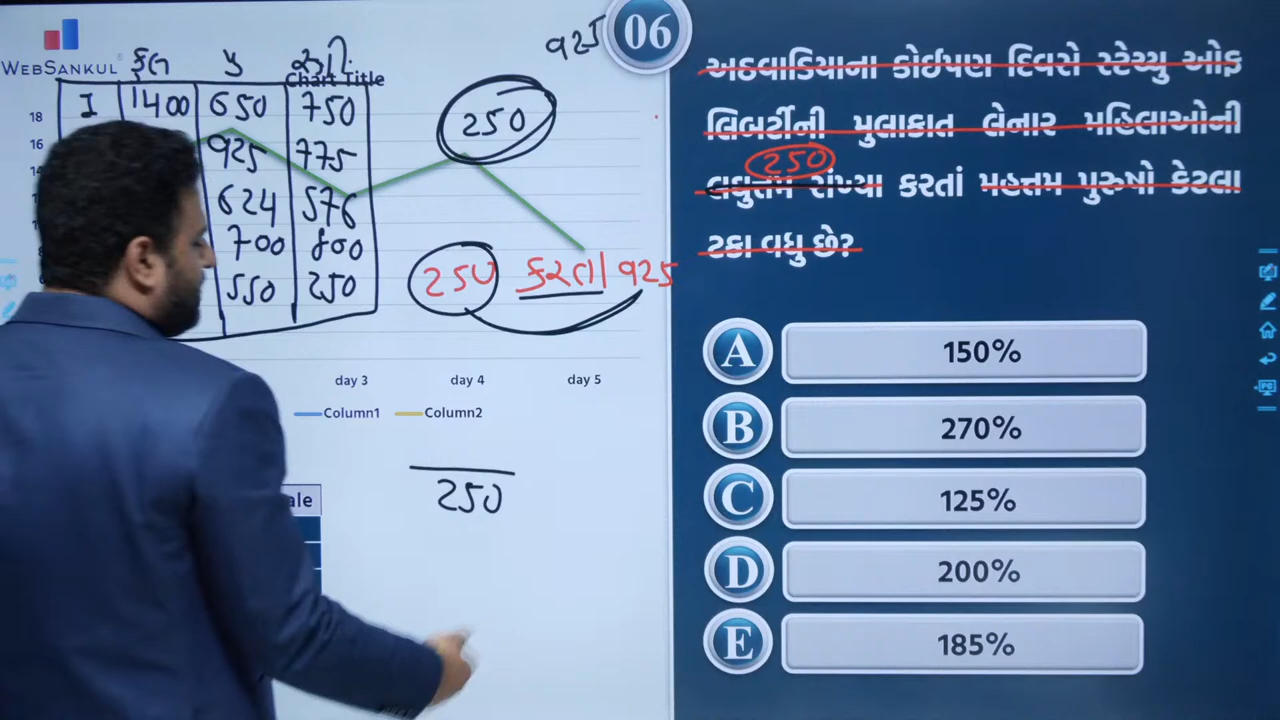 WEBSANKUL
કુલ પુ સ્ત્રી
Chart Title
I 1400 650 750
925 775
624 576
700 800
550 250
18
16
14
250
925
250 કરતાં 925
day 3 day 4 day 5
Column1 Column2
250
ale
06
અઠવાડિયાના કોઈપણ દિવસે સ્ટેચ્યુ ઓફ
લિબર્ટીની મુલાકાત લેનાર મહિલાઓની
250
લઘુતમ સંખ્યા કરતાં મહત્તમ પુરુષો કેટલા
ટકા વધુ છે?
A 150%
B 270%
C 125%
D 200%
E 185%